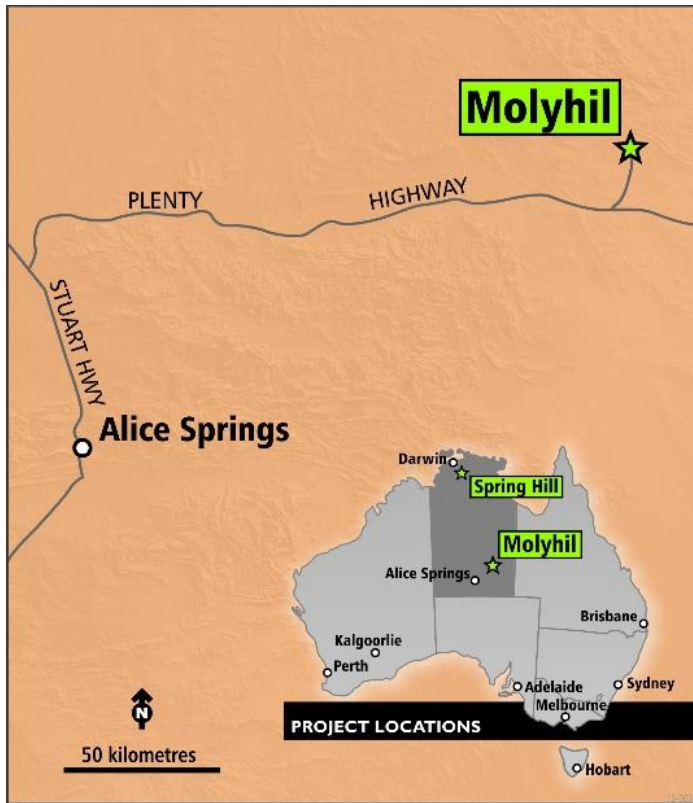 Molyhil
PLENTY
HIGHWAY
STUART HWY
Alice Springs
Darwin
Spring Hill
Molyhil
Alice Springs
Brisbane
Kalgoorlie
Perth
Adelaide
Sydney
Melbourne
PROJECT LOCATIONS
N
50 kilometres
Hobart